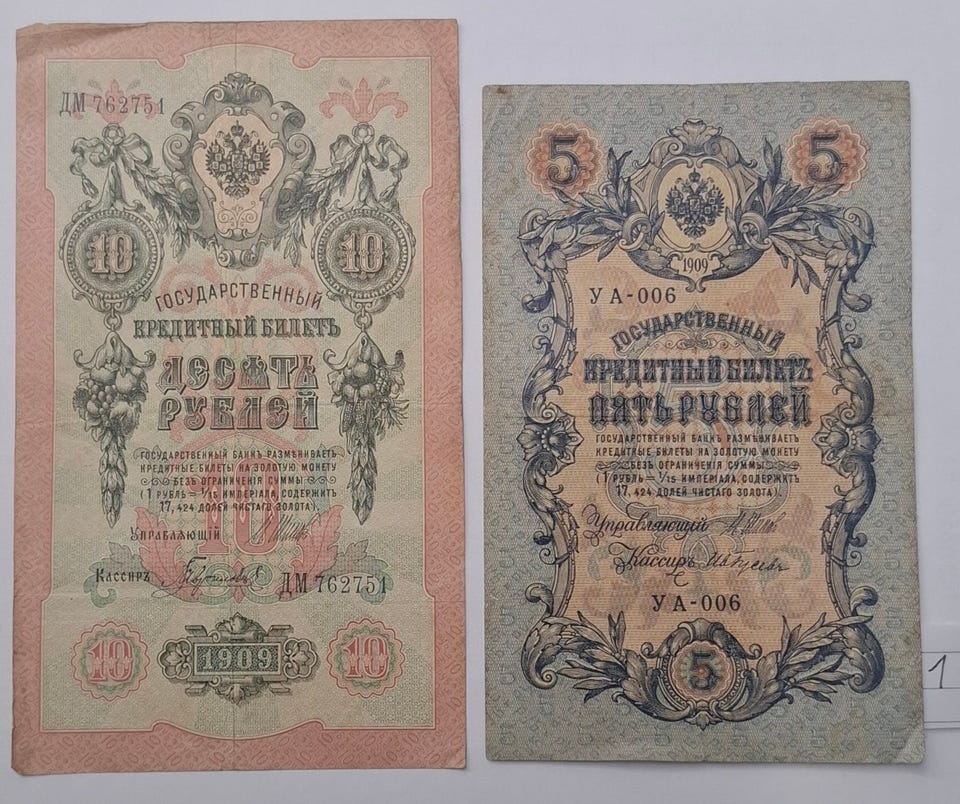 ДМ 762751
10 10
ГОСУДАРСТВЕННЫЙ
КРЕДИТНЫЙ БИЛЕТЪ
ДЕСЯТЬ
РУБЛЕЙ
ГОСУДАРСТВЕННЫЙ БАНКЪ РАЗМѢНИВАЕТЪ
КРЕДИТНЫЕ БИЛЕТЫ НА ЗОЛОТУЮ МОНЕТУ
БЕЗЪ ОГРАНИЧЕНІЯ СУММЫ
(1 РУБЛЬ = 1/15 ИМПЕРІАЛА, СОДЕРЖИТЪ
17,424 ДОЛЕЙ ЧИСТАГО ЗОЛОТА).
10
УПРАВЛЯЮЩІЙ
КАССИРЪ
ДМ 762751
10 1909 10
5 5
1909
УА-006
ГОСУДАРСТВЕННЫЙ
КРЕДИТНЫЙ БИЛЕТЪ
ПЯТЬ РУБЛЕЙ
ГОСУДАРСТВЕННЫЙ БАНКЪ РАЗМѢНИВАЕТЪ
КРЕДИТНЫЕ БИЛЕТЫ НА ЗОЛОТУЮ МОНЕТУ
БЕЗЪ ОГРАНИЧЕНІЯ СУММЫ
(1 РУБЛЬ = 1/15 ИМПЕРІАЛА, СОДЕРЖИТЪ
17,424 ДОЛЕЙ ЧИСТАГО ЗОЛОТА).
Управляющій
Кассиръ
УА-006
5
1